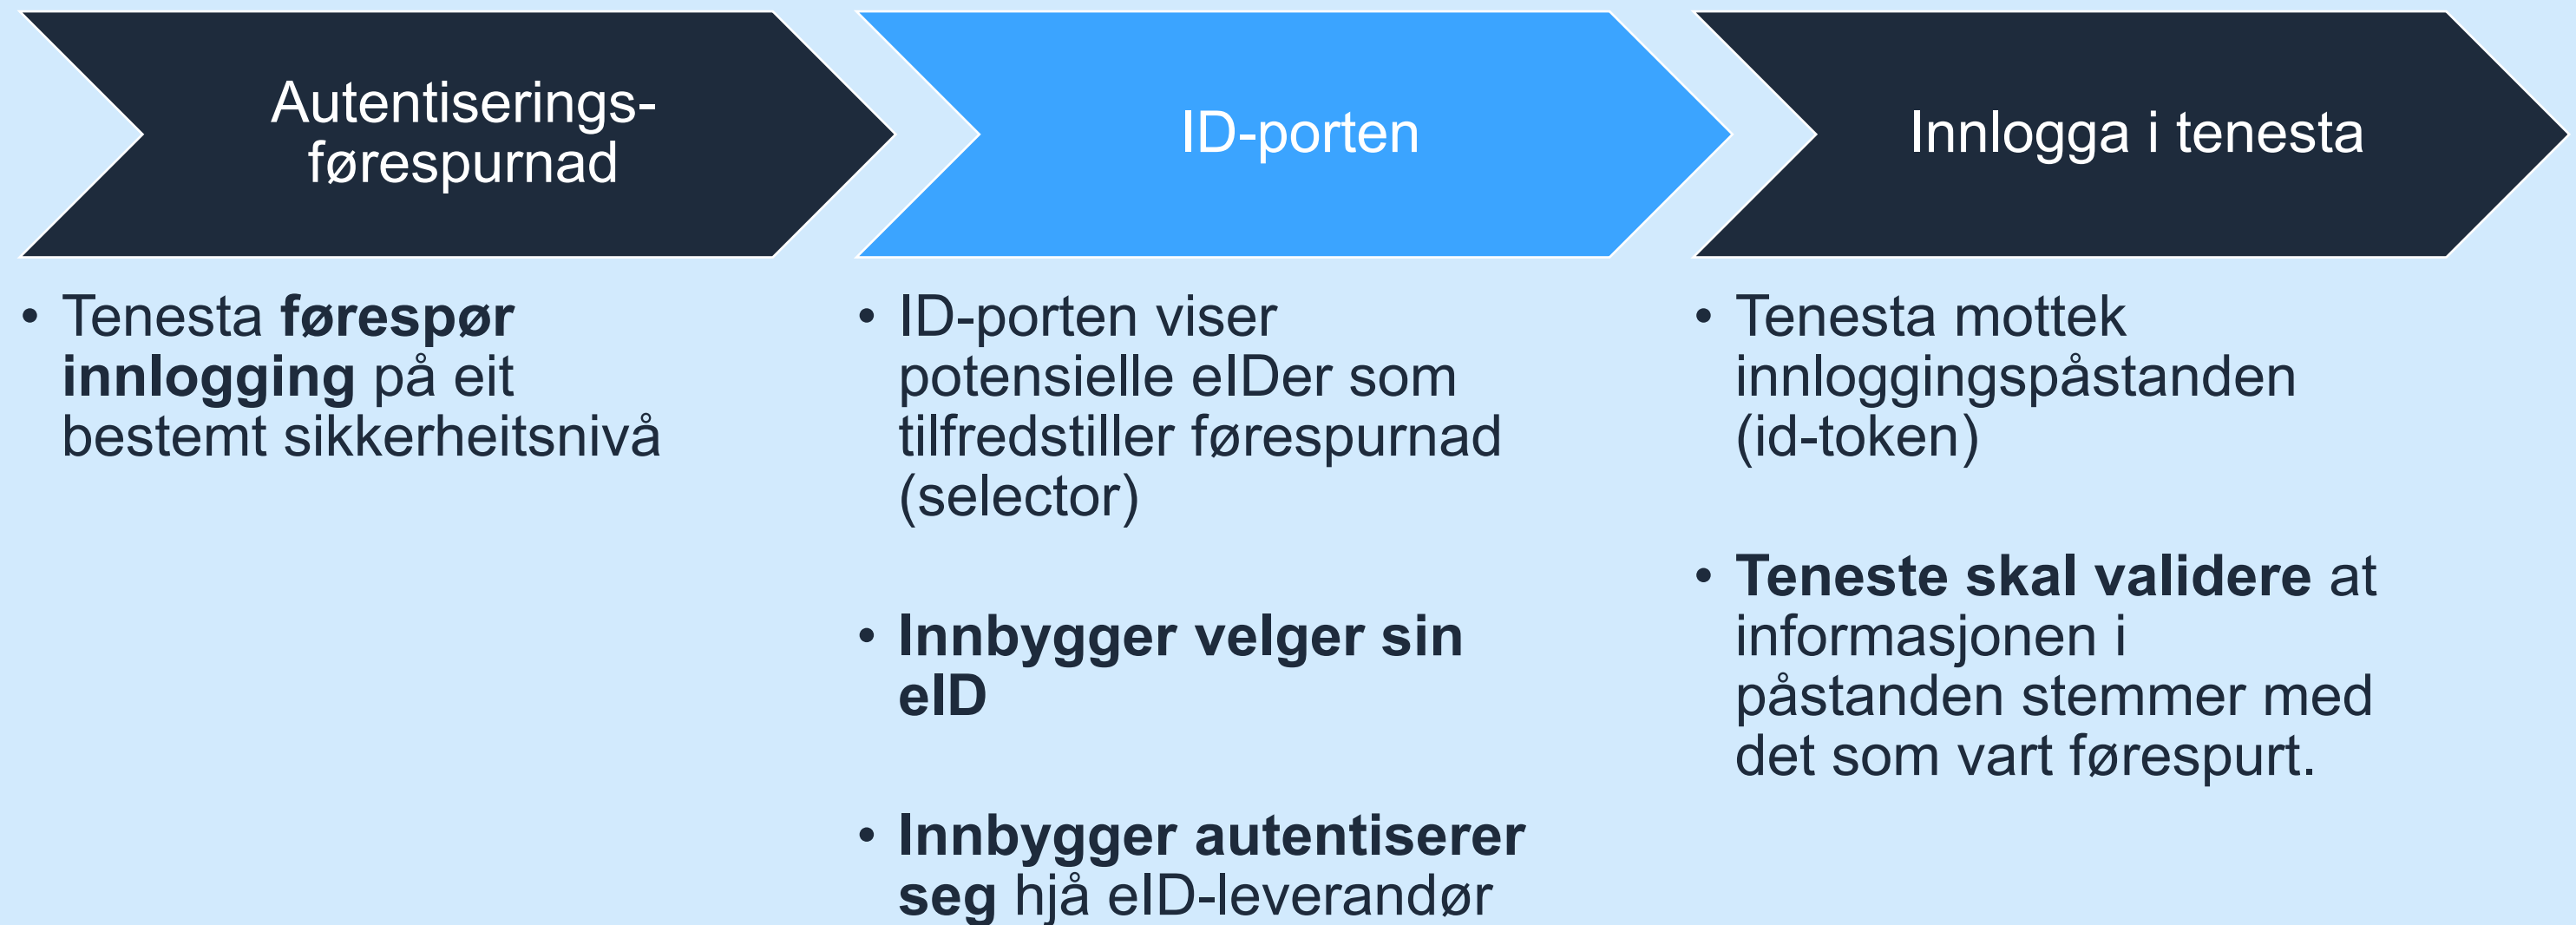 Autentiserings-
førespurnad
ID-porten
Innlogga i tenesta
• Tenesta førespør
innlogging på eit
bestemt sikkerheitsnivå
• ID-porten viser
potensielle eIDer som
tilfredstiller førespurnad
(selector)
• Innbygger velger sin
eID
• Innbygger autentiserer
seg hjå eID-leverandør
• Tenesta mottek
innloggingspåstanden
(id-token)
• Teneste skal validere at
informasjonen i
påstanden stemmer med
det som vart førespurt.